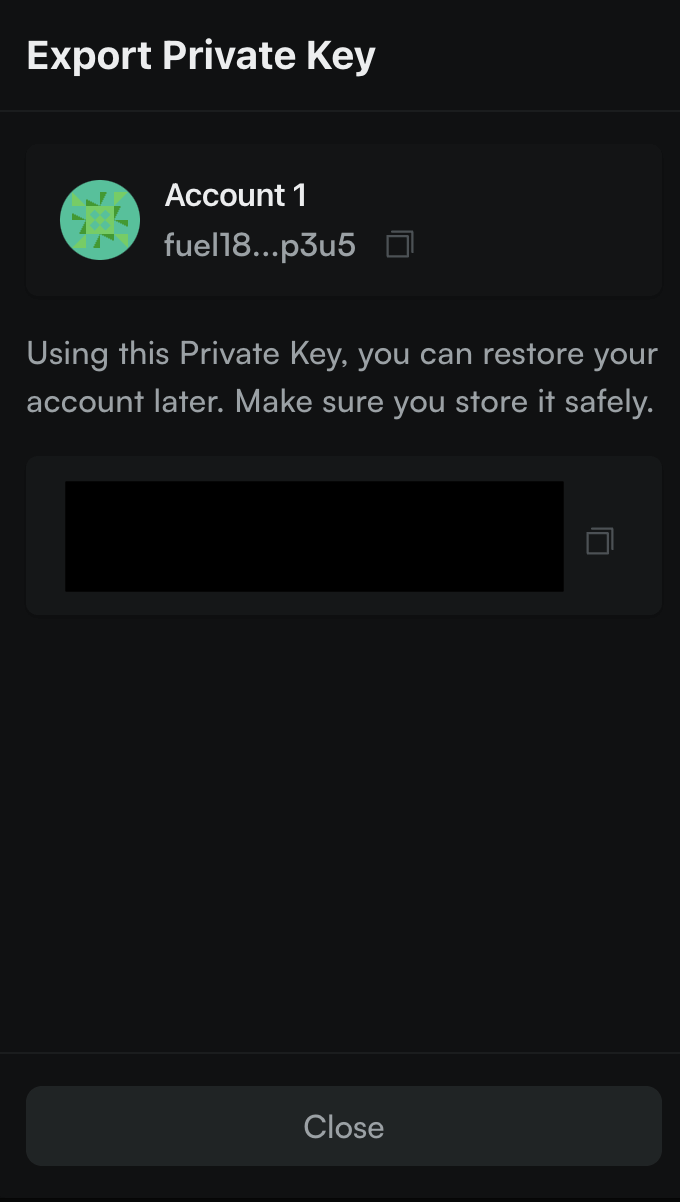 Export Private Key
Account 1
fuel18...p3u5
Using this Private Key, you can restore your
account later. Make sure you store it safely.
Close